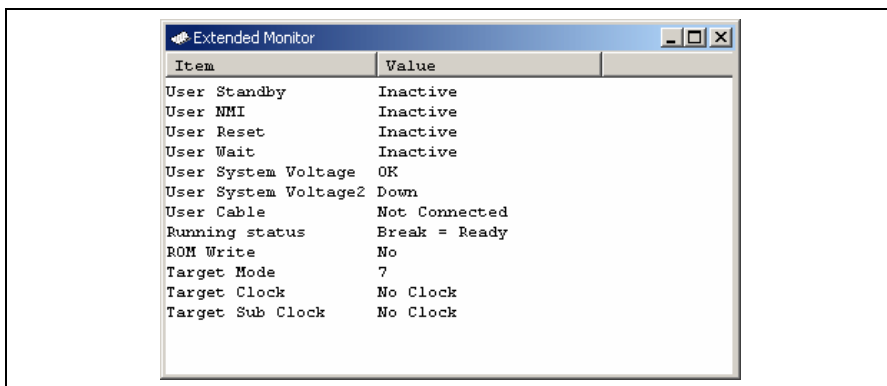 Extended Monitor
Item Value
User Standby Inactive
User NMI Inactive
User Reset Inactive
User Wait Inactive
User System Voltage OK
User System Voltage2 Down
User Cable Not Connected
Running status Break = Ready
ROM Write No
Target Mode 7
Target Clock No Clock
Target Sub Clock No Clock